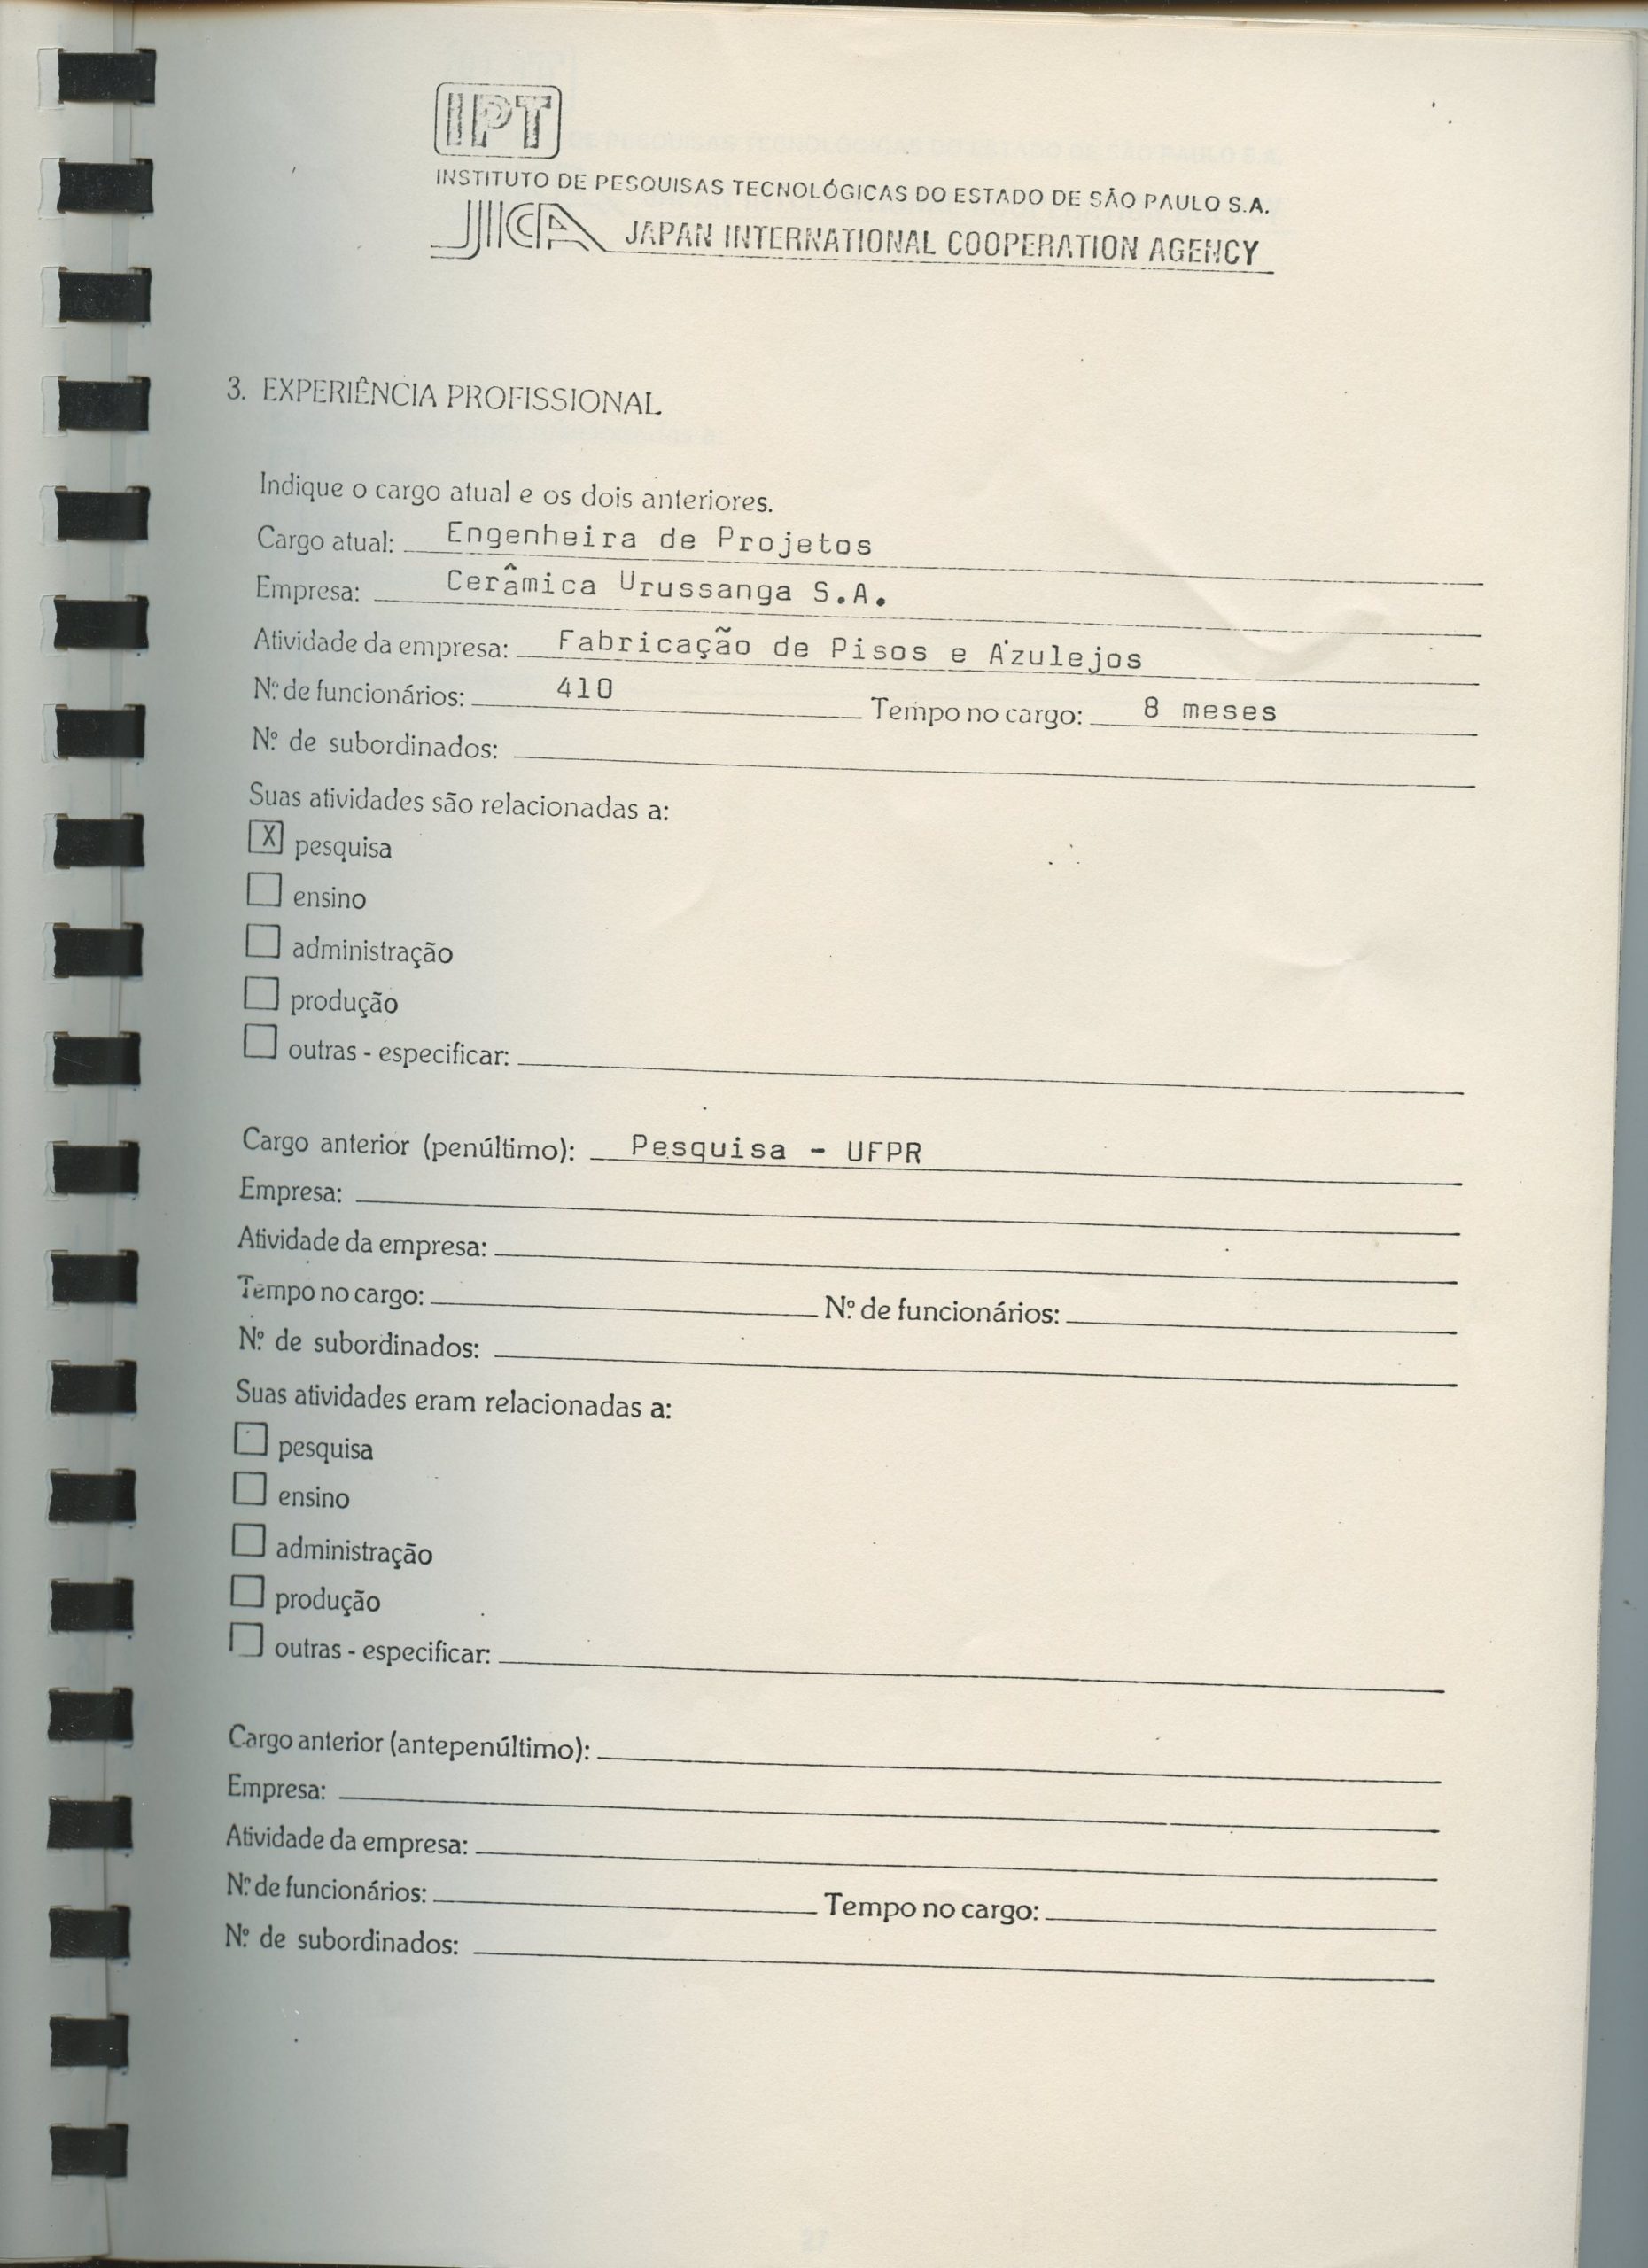 IPT
INSTITUTO DE PESQUISAS TECNOLÓGICAS DO ESTADO DE SÃO PAULO S.A.
JICA JAPAN INTERNATIONAL COOPERATION AGENCY
3. EXPERIÊNCIA PROFISSIONAL
Indique o cargo atual e os dois anteriores.
Cargo atual: Engenheira de Projetos
Empresa: Cerâmica Urussanga S.A.
Atividade da empresa: Fabricação de Pisos e Azulejos
Nº de funcionários: 410 Tempo no cargo: 8 meses
Nº de subordinados:
Suas atividades são relacionadas a:
X pesquisa
ensino
administração
produção
outras - especificar:
Cargo anterior (penúltimo): Pesquisa - UFPR
Empresa:
Atividade da empresa:
Tempo no cargo: Nº de funcionários:
Nº de subordinados:
Suas atividades eram relacionadas a:
pesquisa
ensino
administração
produção
outras - especificar:
Cargo anterior (antepenúltimo):
Empresa:
Atividade da empresa:
Nº de funcionários: Tempo no cargo:
Nº de subordinados: